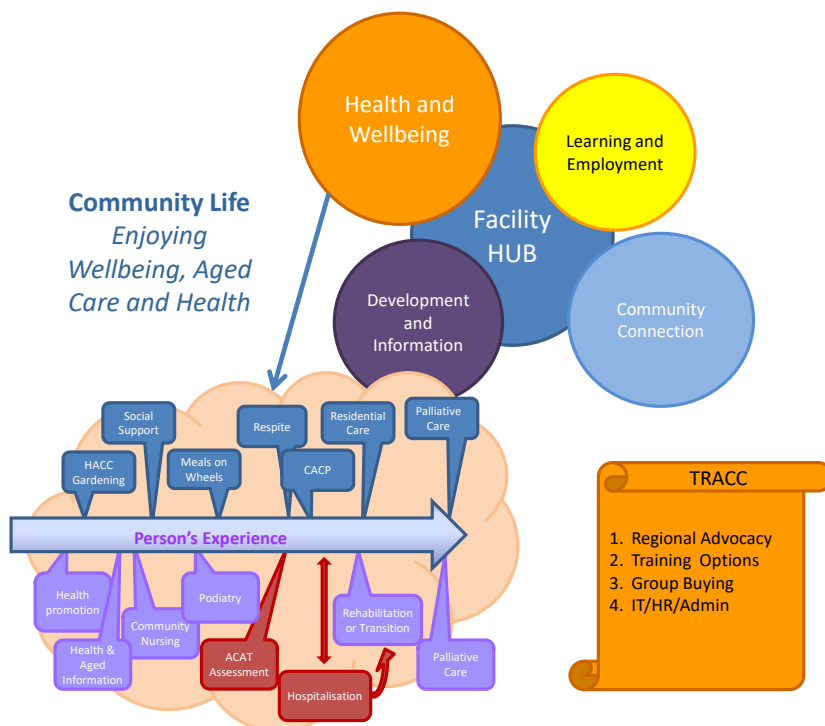 Health and
Wellbeing
Learning and
Employment
Facility
HUB
Community Life
Enjoying
Wellbeing, Aged
Care and Health
Development
and
Information
Community
Connection
Social
Support
Respite
Residential
Care
Palliative
Care
HACC
Gardening
Meals on
Wheels
CACP
Person's Experience
Health
promotion
Health & 
Aged
Information
Community
Nursing
Podiatry
ACAT
Assessment
Hospitalisation
Rehabilitation
or Transition
Palliative
Care
TRACC
1. Regional Advocacy
2. Training Options
3. Group Buying
4. IT/HR/Admin